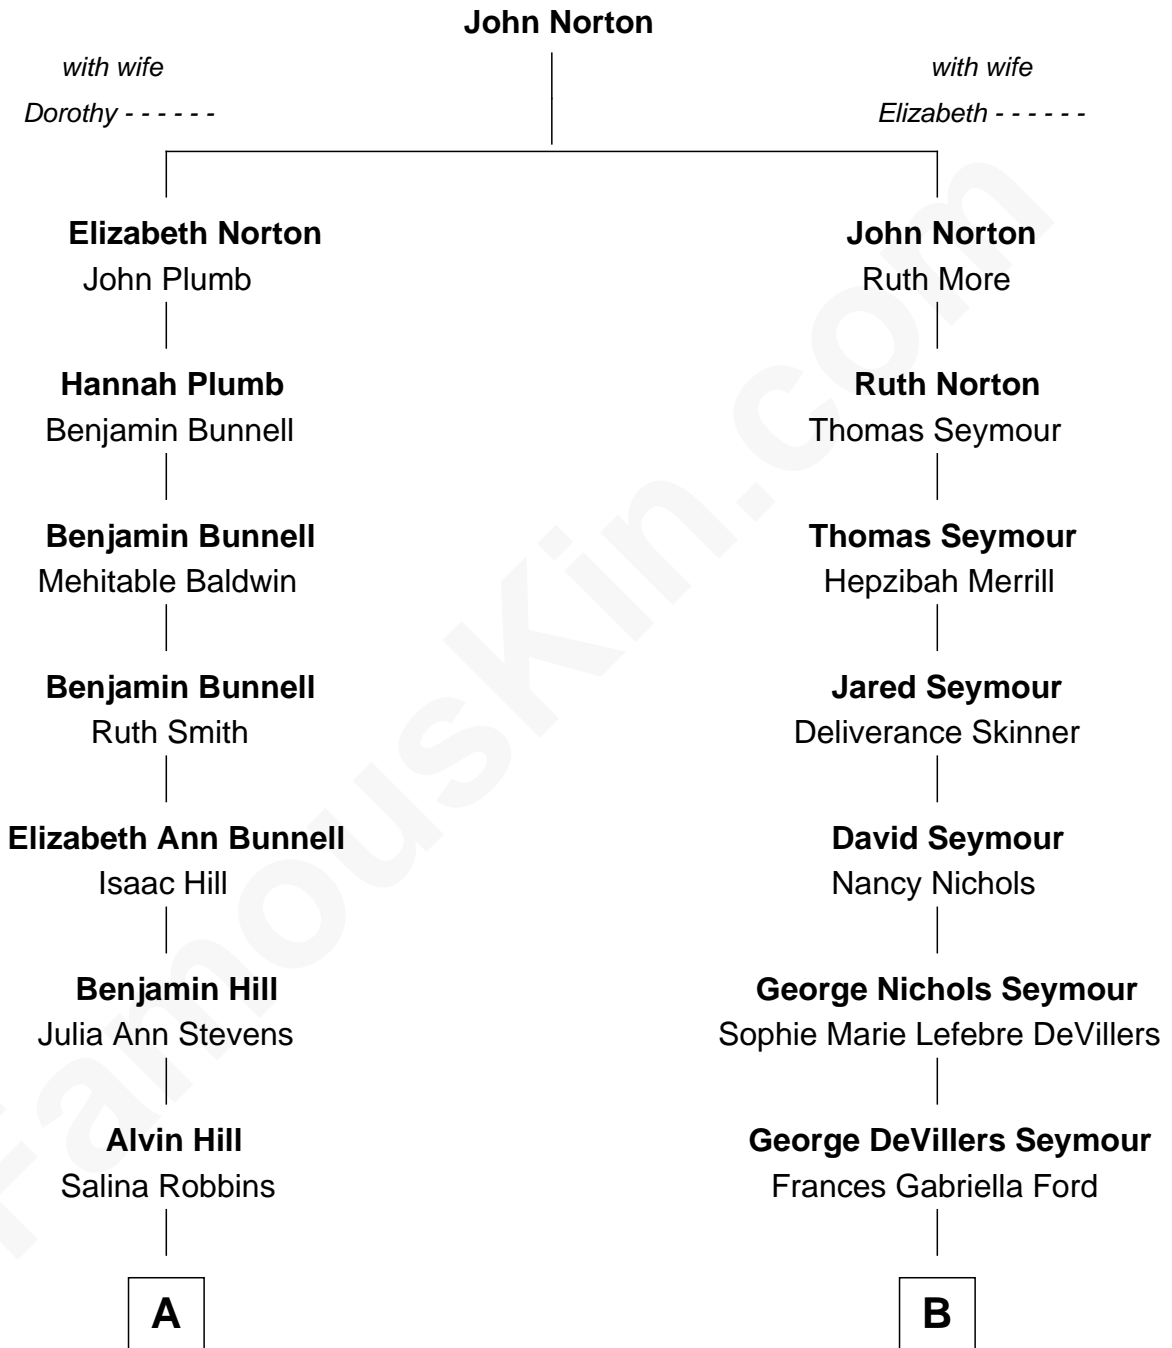 John Norton
with wife
Dorothy - - - - - -
with wife
Elizabeth - - - - - -
Elizabeth Norton
John Plumb
Hannah Plumb
Benjamin Bunnell
Benjamin Bunnell
Mehitable Baldwin
Benjamin Bunnell
Ruth Smith
Elizabeth Ann Bunnell
Isaac Hill
Benjamin Hill
Julia Ann Stevens
Alvin Hill
Salina Robbins
A
John Norton
Ruth More
Ruth Norton
Thomas Seymour
Thomas Seymour
Hepzibah Merrill
Jared Seymour
Deliverance Skinner
David Seymour
Nancy Nichols
George Nichols Seymour
Sophie Marie Lefebre DeVillers
George DeVillers Seymour
Frances Gabriella Ford
B
FamousKin.com